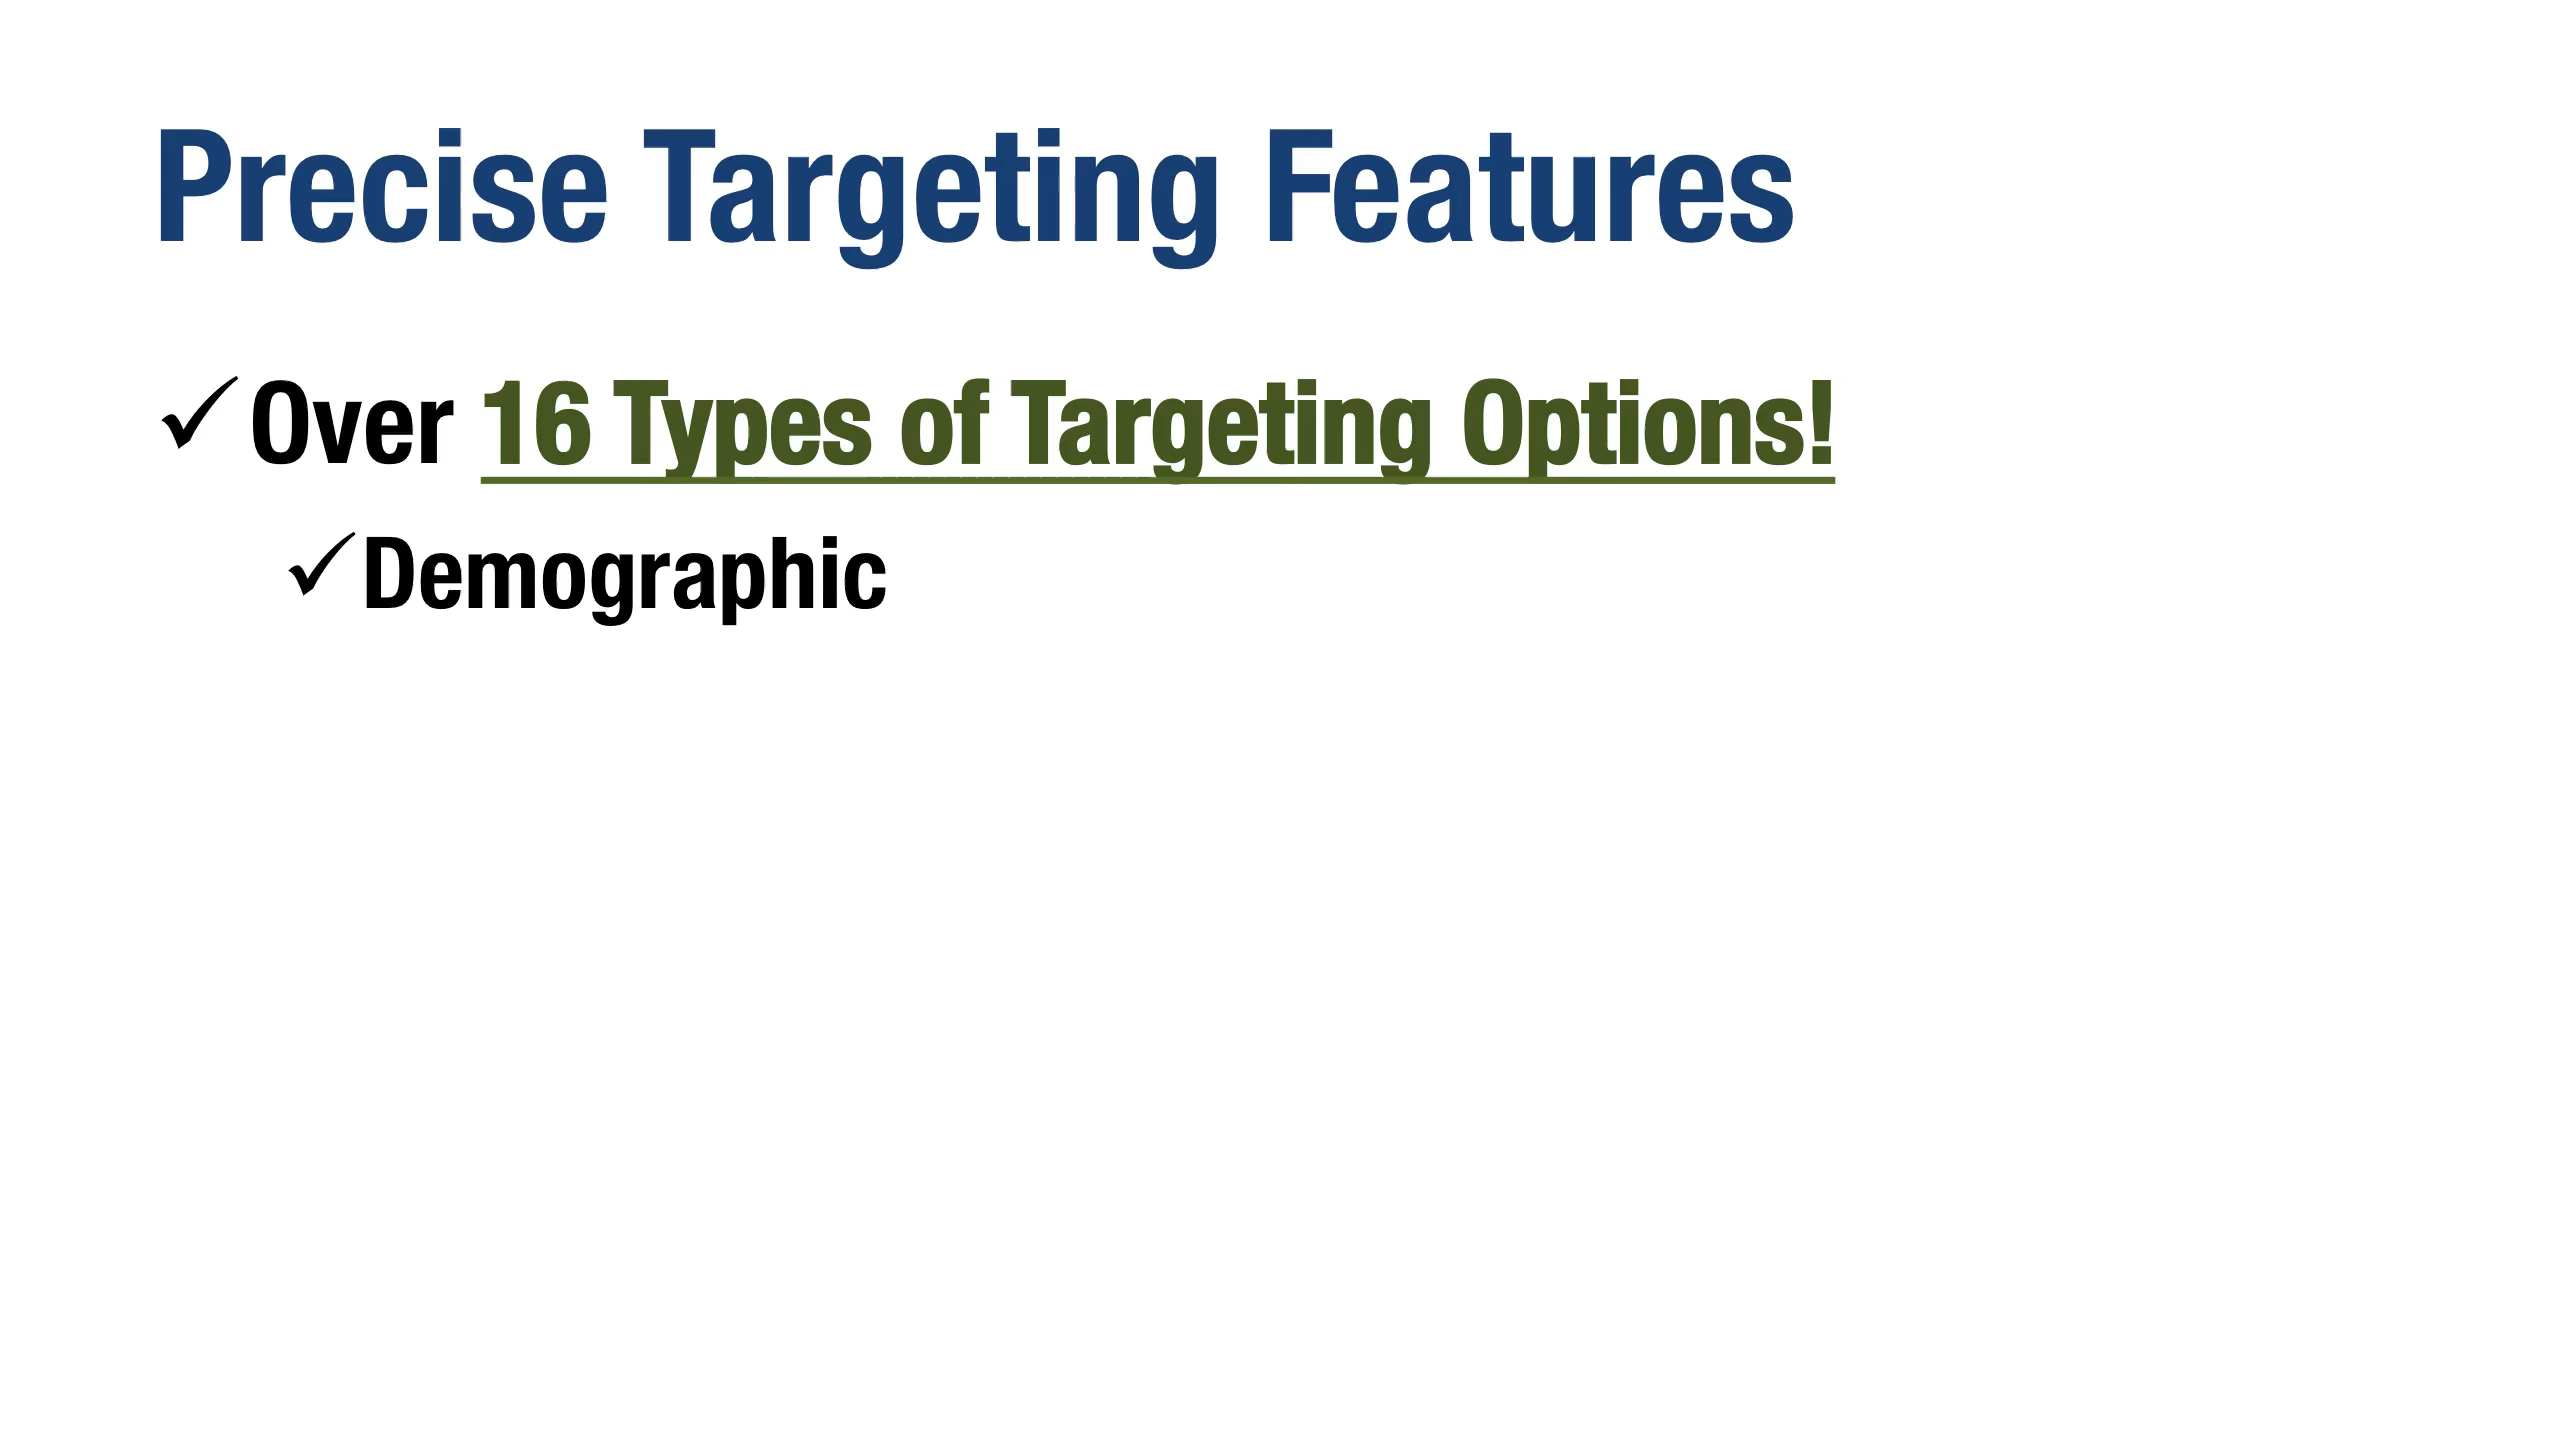 Precise Targeting Features
✓ Over 16 Types of Targeting Options!
✓ Demographic